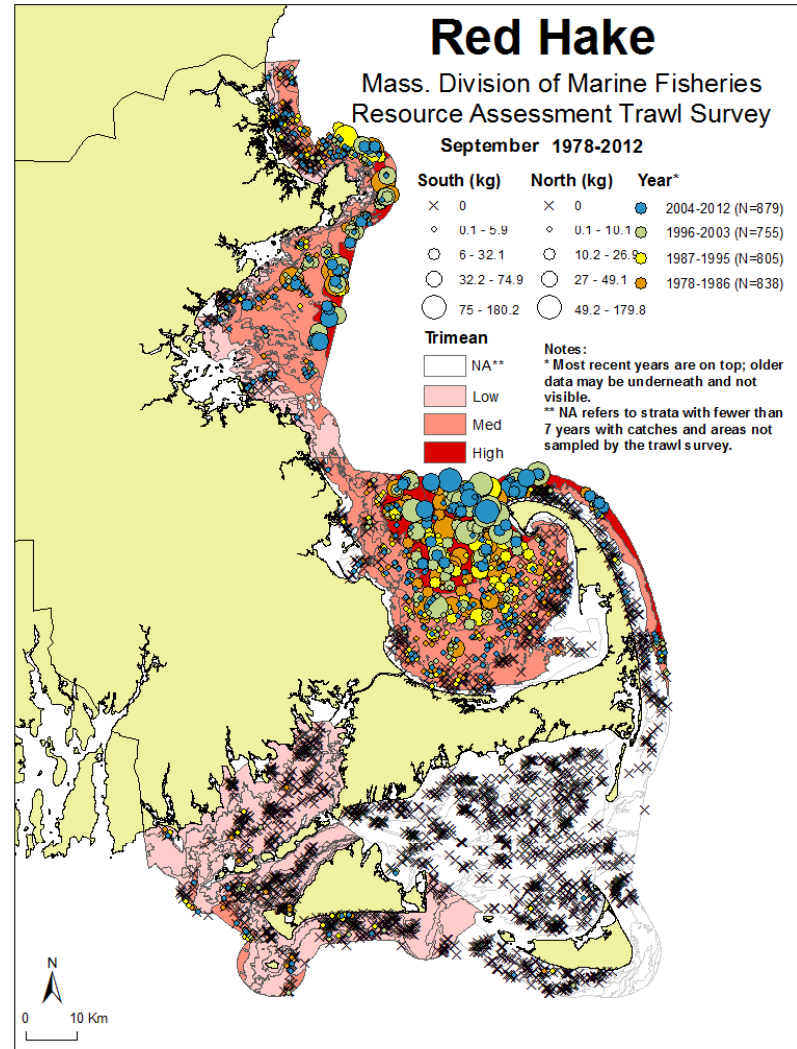 Red Hake
Mass. Division of Marine Fisheries
Resource Assessment Trawl Survey
September 1978-2012
South (kg) North (kg) Year*
0 0 2004-2012 (N=879)
0.1 - 5.9 0.1 - 10.1 1996-2003 (N=755)
6 - 32.1 10.2 - 26.9 1987-1995 (N=805)
32.2 - 74.9 27 - 49.1 1978-1986 (N=838)
75 - 180.2 49.2 - 179.8
Trimean
NA**
Low
Med
High
Notes:
* Most recent years are on top; older
data may be underneath and not
visible.
** NA refers to strata with fewer than
7 years with catches and areas not
sampled by the trawl survey.
N
0 10 Km